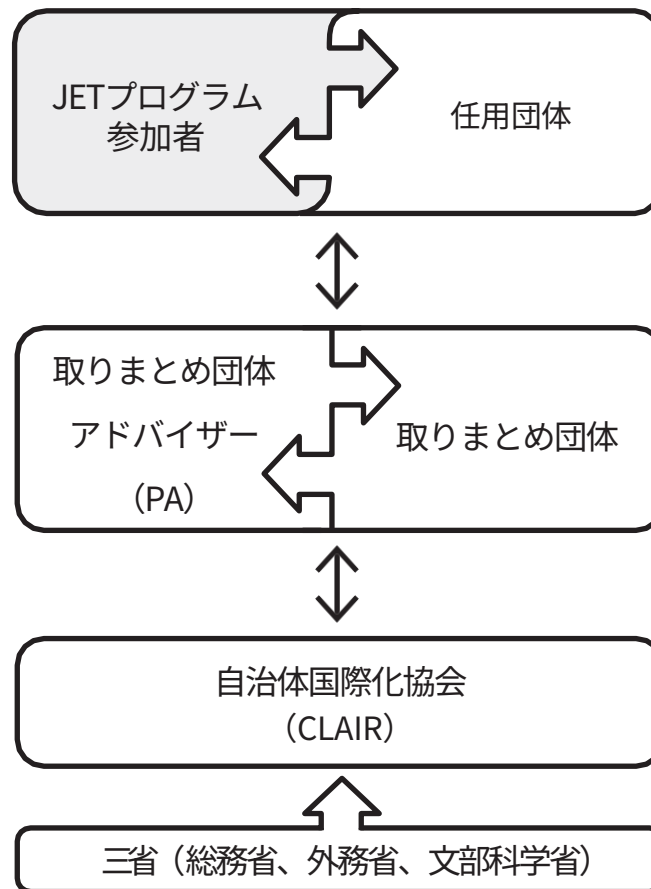 JETプログラム
参加者
任用団体
取りまとめ団体
アドバイザー
（PA）
取りまとめ団体
自治体国際化協会
（CLAIR）
三省（総務省、外務省、文部科学省）